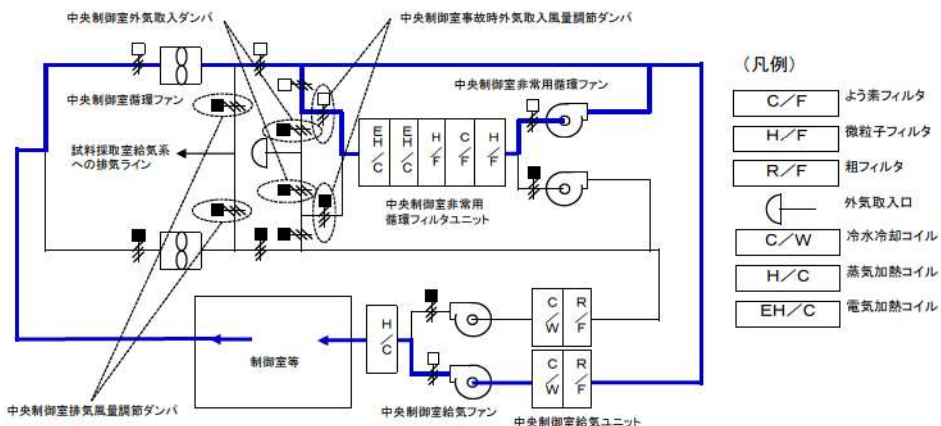 中央制御室外気取入ダンパ
中央制御室事故時外気取入風量調節ダンパ
中央制御室循環ファン
中央制御室非常用循環ファン
試料採取室給気系
への排気ライン
EH/C
EH/C
H/F
C/F
H/F
中央制御室非常用
循環フィルタユニット
制御室等
H/C
C/W
R/F
C/W
R/F
中央制御室排気風量調節ダンパ
中央制御室給気ファン
中央制御室給気ユニット
(凡例)
C/F よう素フィルタ
H/F 微粒子フィルタ
R/F 粗フィルタ
外気取入口
C/W 冷水冷却コイル
H/C 蒸気加熱コイル
EH/C 電気加熱コイル